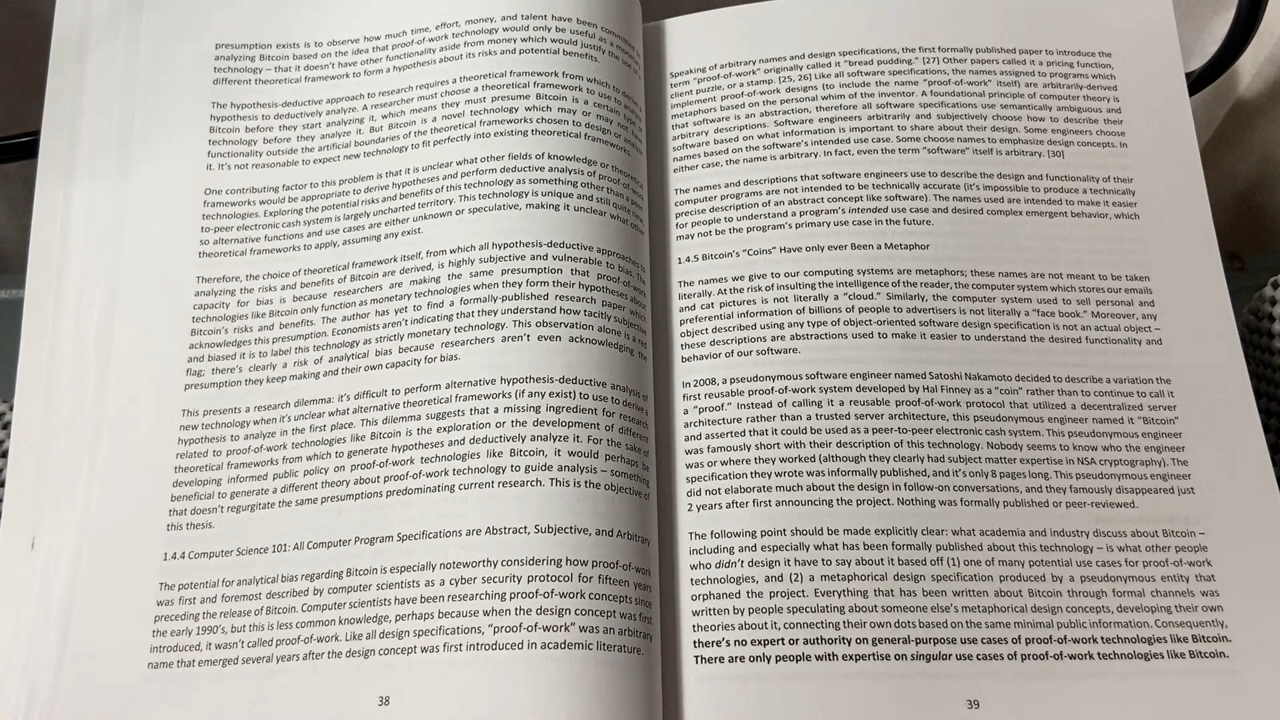 presumption exists is to observe how much time, effort, money, and talent have been committed to
analyzing Bitcoin based on the idea that proof-of-work technology would only be useful as a monetary
technology – that it doesn't have other functionality aside from money which would justify the use of a
different theoretical framework to form a hypothesis about its risks and potential benefits.
The hypothesis-deductive approach to research requires a theoretical framework from which to derive a
hypothesis to deductively analyze. A researcher must choose a theoretical framework to use to analyze
Bitcoin before they start analyzing it, which means they must presume Bitcoin is a certain type of
technology before they analyze it. But Bitcoin is a novel technology which may or may not have
functionality outside the artificial boundaries of the theoretical frameworks chosen to design or analyze
it. It's not reasonable to expect new technology to fit perfectly into existing theoretical frameworks.
One contributing factor to this problem is that it is unclear what other fields of knowledge or theoretical
frameworks would be appropriate to derive hypotheses and perform deductive analysis of proof-of-work
technologies. Exploring the potential risks and benefits of this technology as something other than a peer-
to-peer electronic cash system is largely uncharted territory. This technology is unique and still quite new,
so alternative functions and use cases are either unknown or speculative, making it unclear what other
theoretical frameworks to apply, assuming any exist.
Therefore, the choice of theoretical framework itself, from which all hypothesis-deductive approaches to
analyzing the risks and benefits of Bitcoin are derived, is highly subjective and vulnerable to bias. The
capacity for bias is because researchers are making the same presumption that proof-of-work
technologies like Bitcoin only function as monetary technologies when they form their hypotheses about
Bitcoin's risks and benefits. The author has yet to find a formally-published research paper which
acknowledges this presumption. Economists aren't indicating that they understand how tacitly subjective
and biased it is to label this technology as strictly monetary technology. This observation alone is a red
flag; there's clearly a risk of analytical bias because researchers aren't even acknowledging the
presumption they keep making and their own capacity for bias.
This presents a research dilemma: it's difficult to perform alternative hypothesis-deductive analysis of
new technology when it's unclear what alternative theoretical frameworks (if any exist) to use to derive a
hypothesis to analyze in the first place. This dilemma suggests that a missing ingredient for research
related to proof-of-work technologies like Bitcoin is the exploration or the development of different
theoretical frameworks from which to generate hypotheses and deductively analyze it. For the sake of
developing informed public policy on proof-of-work technologies like Bitcoin, it would perhaps be
beneficial to generate a different theory about proof-of-work technology to guide analysis – something
that doesn't regurgitate the same presumptions predominating current research. This is the objective of
this thesis.
1.4.4 Computer Science 101: All Computer Program Specifications are Abstract, Subjective, and Arbitrary
The potential for analytical bias regarding Bitcoin is especially noteworthy considering how proof-of-work
was first and foremost described by computer scientists as a cyber security protocol for fifteen years
preceding the release of Bitcoin. Computer scientists have been researching proof-of-work concepts since
the early 1990's, but this is less common knowledge, perhaps because when the design concept was first
introduced, it wasn't called proof-of-work. Like all design specifications, "proof-of-work" was an arbitrary
name that emerged several years after the design concept was first introduced in academic literature.
38
Speaking of arbitrary names and design specifications, the first formally published paper to introduce the
term "proof-of-work" originally called it "bread pudding." [27] Other papers called it a pricing function,
client puzzle, or a stamp. [25, 26] Like all software specifications, the names assigned to programs which
implement proof-of-work designs (to include the name "proof-of-work" itself) are arbitrarily-derived
metaphors based on the personal whim of the inventor. A foundational principle of computer theory is
that software is an abstraction, therefore all software specifications use semantically ambiguous and
arbitrary descriptions. Software engineers arbitrarily and subjectively choose how to describe their
software based on what information is important to share about their design. Some engineers choose
names based on the software's intended use case. Some choose names to emphasize design concepts. In
either case, the name is arbitrary. In fact, even the term "software" itself is arbitrary. [30]
The names and descriptions that software engineers use to describe the design and functionality of their
computer programs are not intended to be technically accurate (it's impossible to produce a technically
precise description of an abstract concept like software). The names used are intended to make it easier
for people to understand a program's intended use case and desired complex emergent behavior, which
may not be the program's primary use case in the future.
1.4.5 Bitcoin's "Coins" Have only ever Been a Metaphor
The names we give to our computing systems are metaphors; these names are not meant to be taken
literally. At the risk of insulting the intelligence of the reader, the computer system which stores our emails
and cat pictures is not literally a "cloud." Similarly, the computer system used to sell personal and
preferential information of billions of people to advertisers is not literally a "face book." Moreover, any
object described using any type of object-oriented software design specification is not an actual object –
these descriptions are abstractions used to make it easier to understand the desired functionality and
behavior of our software.
In 2008, a pseudonymous software engineer named Satoshi Nakamoto decided to describe a variation the
first reusable proof-of-work system developed by Hal Finney as a "coin" rather than to continue to call it
a "proof." Instead of calling it a reusable proof-of-work protocol that utilized a decentralized server
architecture rather than a trusted server architecture, this pseudonymous engineer named it "Bitcoin"
and asserted that it could be used as a peer-to-peer electronic cash system. This pseudonymous engineer
was famously short with their description of this technology. Nobody seems to know who the engineer
was or where they worked (although they clearly had subject matter expertise in NSA cryptography). The
specification they wrote was informally published, and it's only 8 pages long. This pseudonymous engineer
did not elaborate much about the design in follow-on conversations, and they famously disappeared just
2 years after first announcing the project. Nothing was formally published or peer-reviewed.
The following point should be made explicitly clear: what academia and industry discuss about Bitcoin –
including and especially what has been formally published about this technology – is what other people
who didn't design it have to say about it based off (1) one of many potential use cases for proof-of-work
technologies, and (2) a metaphorical design specification produced by a pseudonymous entity that
orphaned the project. Everything that has been written about Bitcoin through formal channels was
written by people speculating about someone else's metaphorical design concepts, developing their own
theories about it, connecting their own dots based on the same minimal public information. Consequently,
there's no expert or authority on general-purpose use cases of proof-of-work technologies like Bitcoin.
There are only people with expertise on singular use cases of proof-of-work technologies like Bitcoin.
39